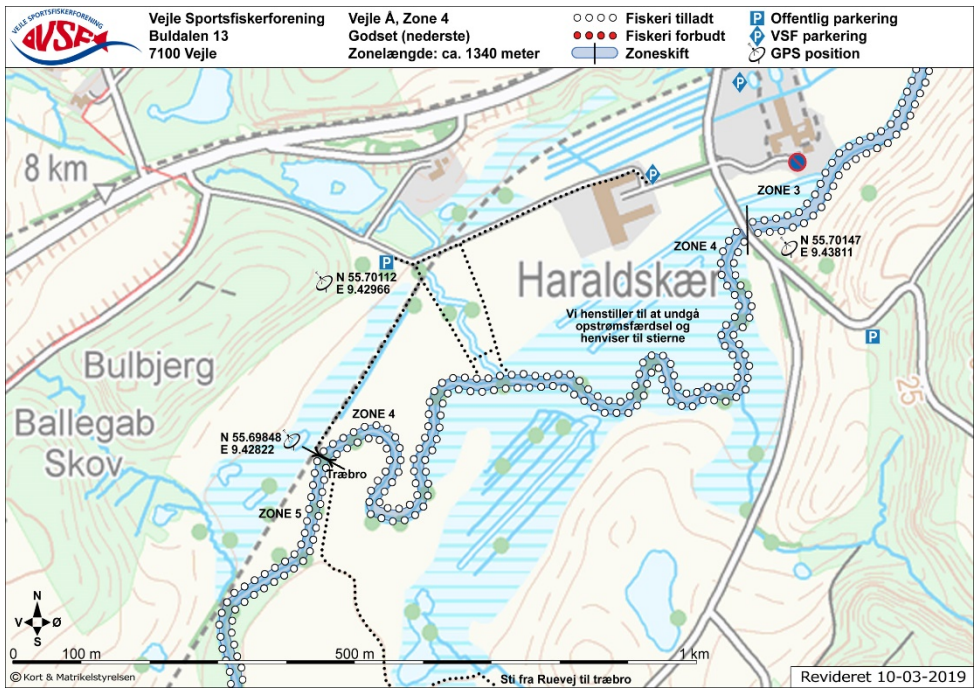 VEJLE SPORTSFISKERFORENING
VSF
Vejle Sportsfiskerforening
Buldalen 13
7100 Vejle
Vejle Å, Zone 4
Godset (nederste)
Zonelængde: ca. 1340 meter
Fiskeri tilladt
Fiskeri forbudt
Zoneskift
P Offentlig parkering
P VSF parkering
GPS position
P
8 km
P
ZONE 3
ZONE 4
N 55.70147
E 9.43811
P
N 55.70112
E 9.42966
Haraldskær
Vi henstiller til at undgå
opstrømsfærdsel og
henviser til stierne
P
Bulbjerg
25
Ballegab
Skov
ZONE 4
N 55.69848
E 9.42822
Træbro
ZONE 5
N
V Ø
S
0 100 m 500 m 1 km
© Kort & Matrikelstyrelsen
Sti fra Ruevej til træbro
Revideret 10-03-2019